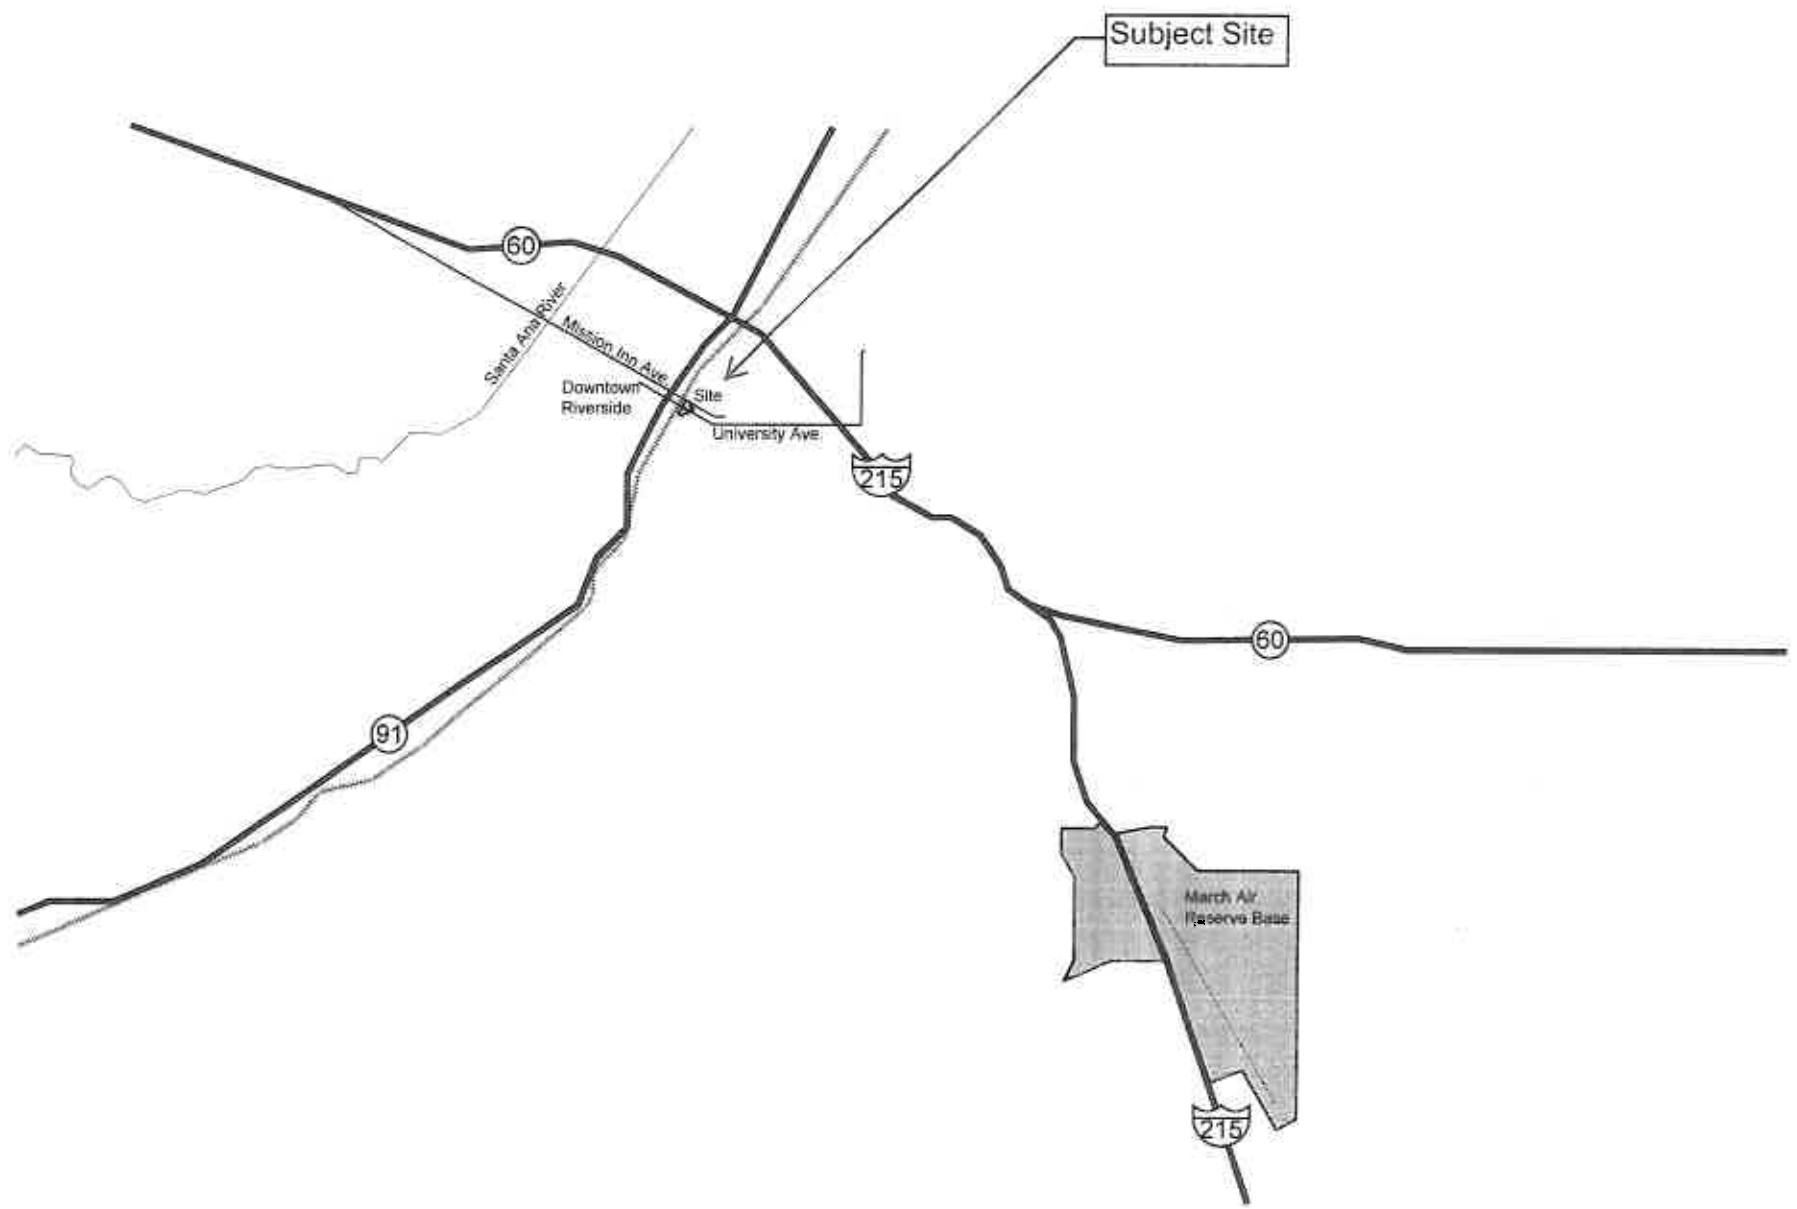 Subject Site
60
Santa Ana River
Mission Inn Ave.
Downtown
Riverside
Site
University Ave.
215
60
91
March Air
Reserve Base
215